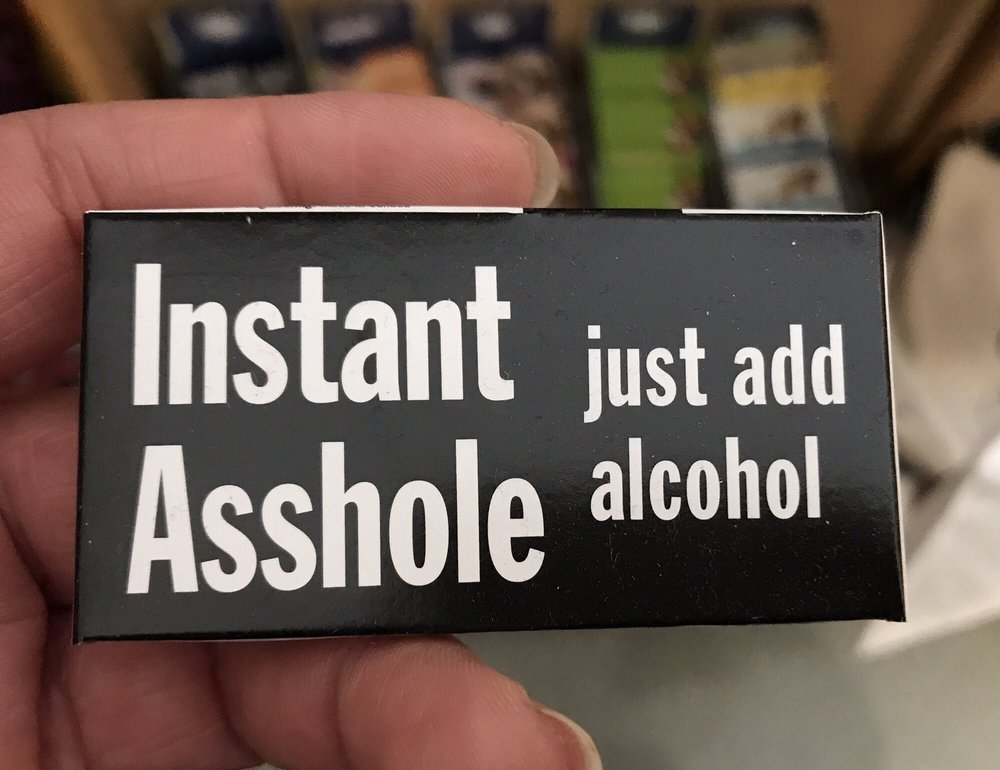 Instant
Asshole
just add
alcohol